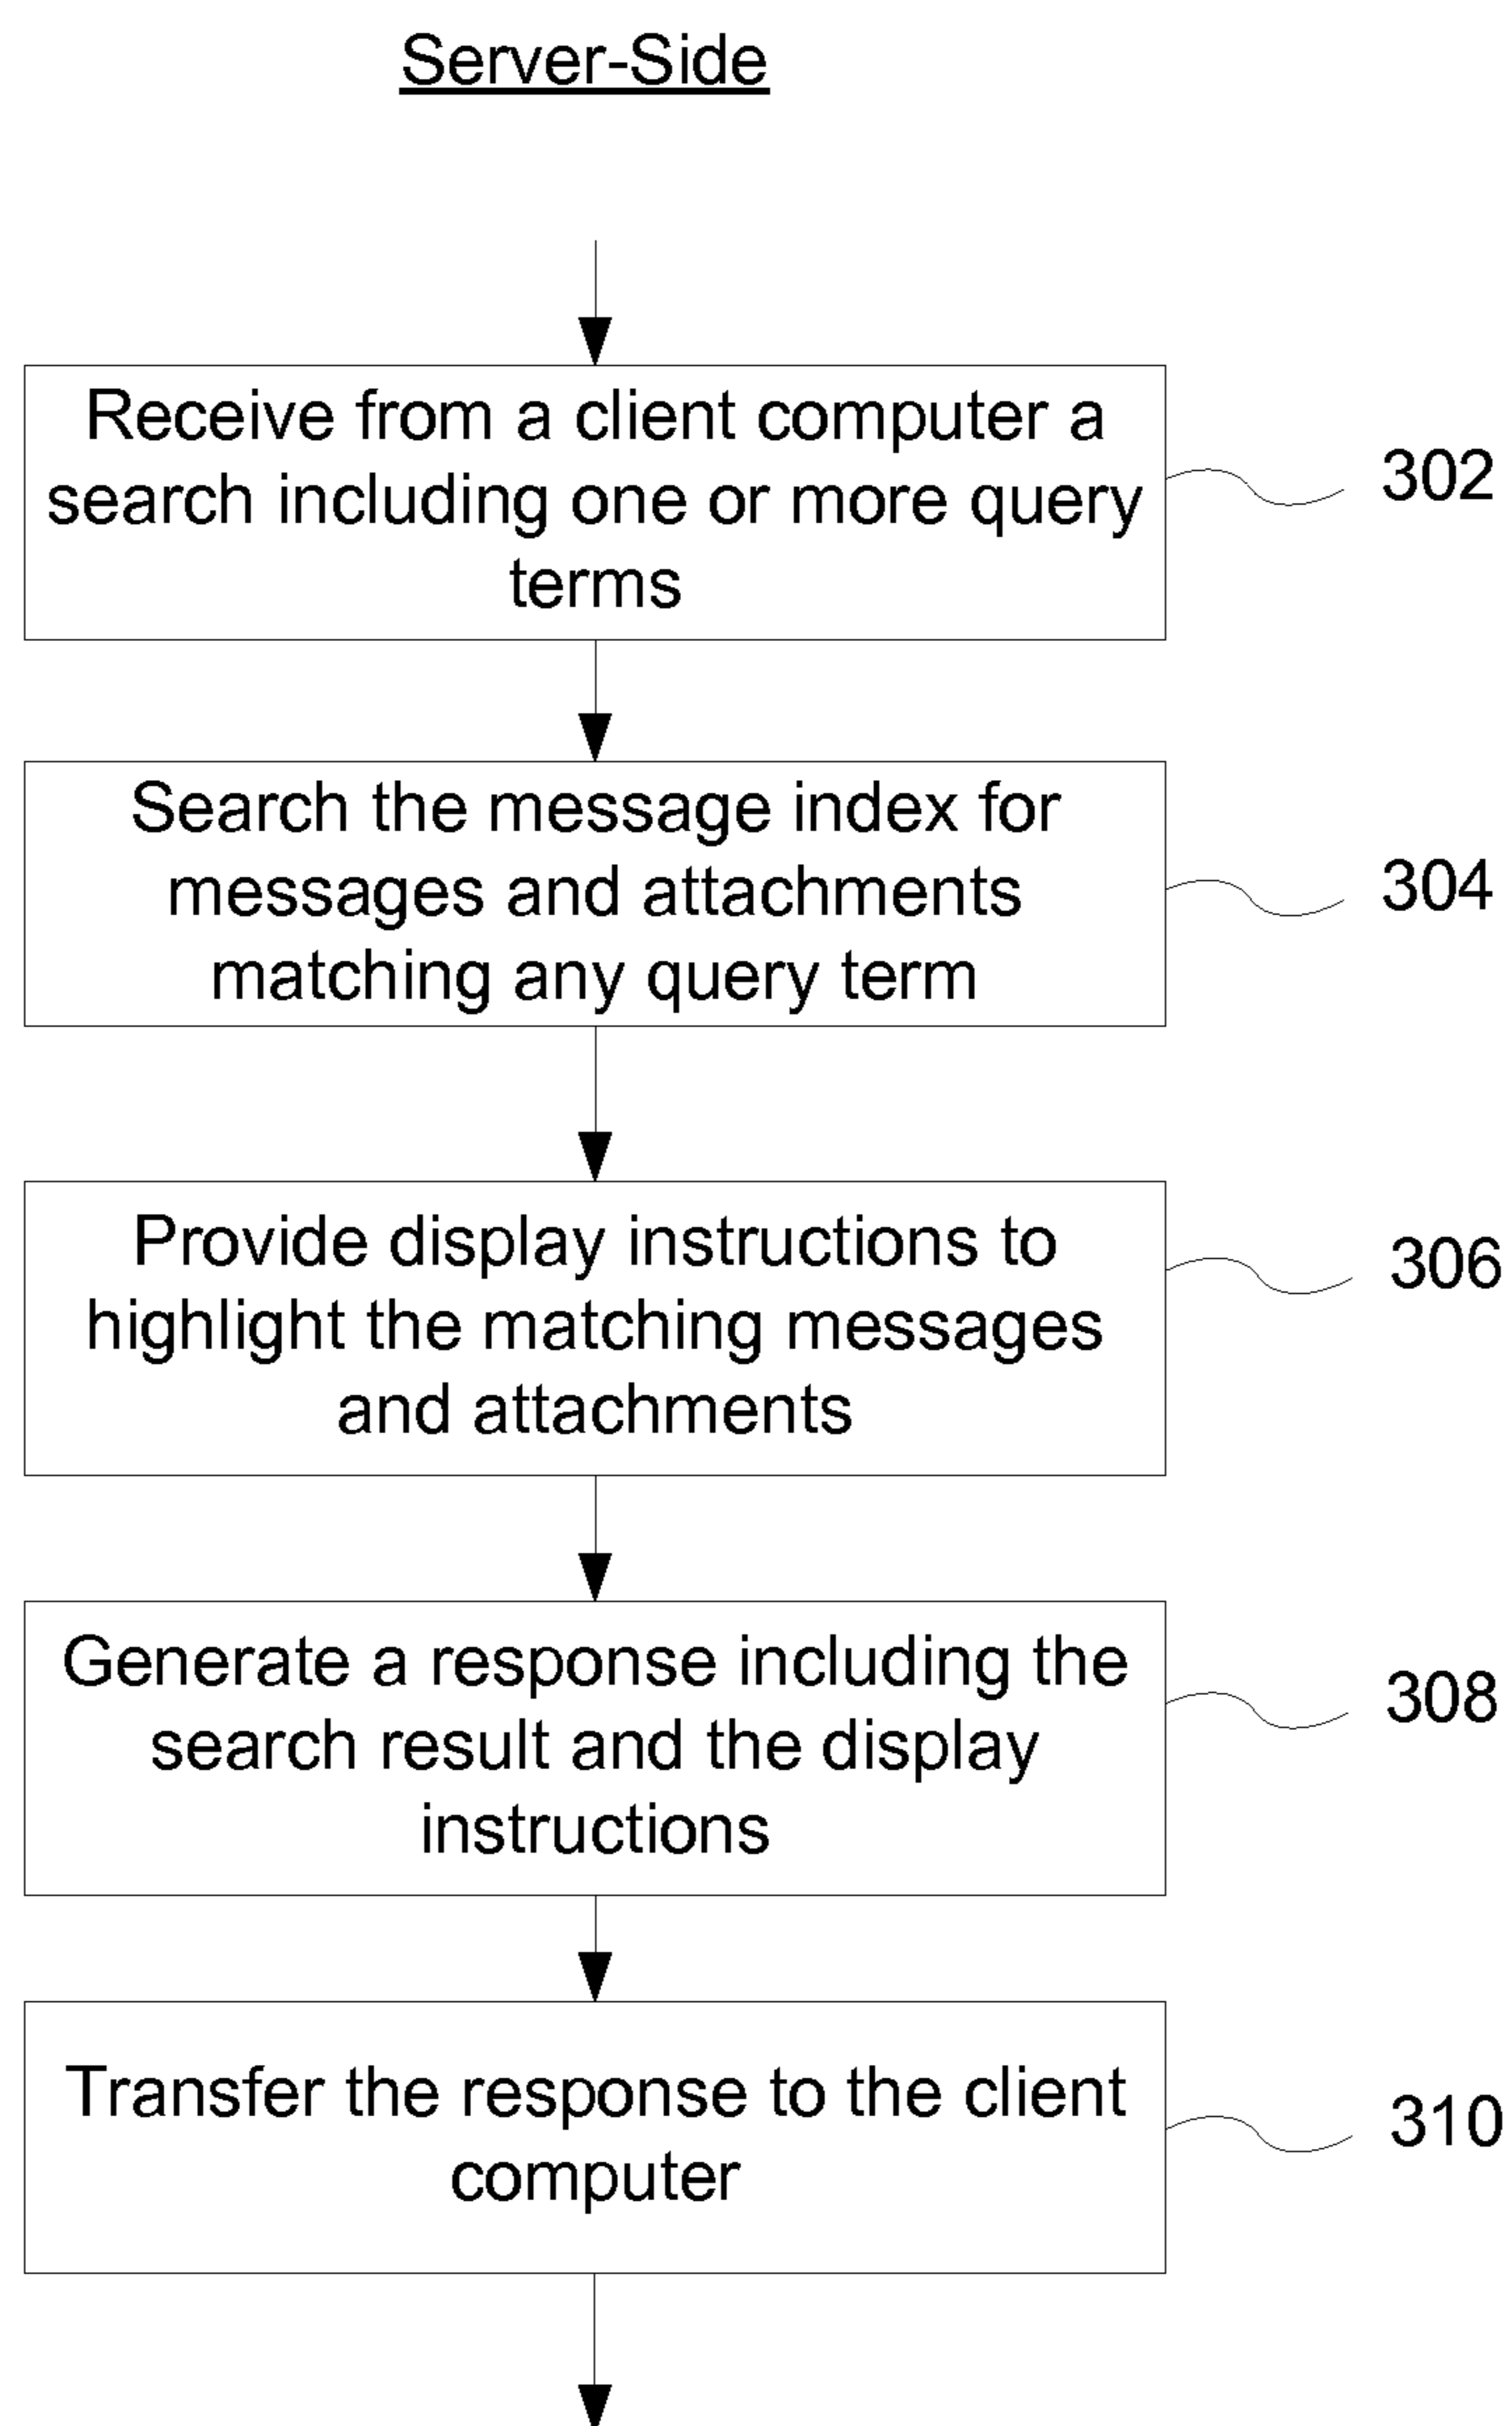 Server-Side
Receive from a client computer a
search including one or more query
terms
302
Search the message index for
messages and attachments
matching any query term
304
Provide display instructions to
highlight the matching messages
and attachments
306
Generate a response including the
search result and the display
instructions
308
Transfer the response to the client
computer
310